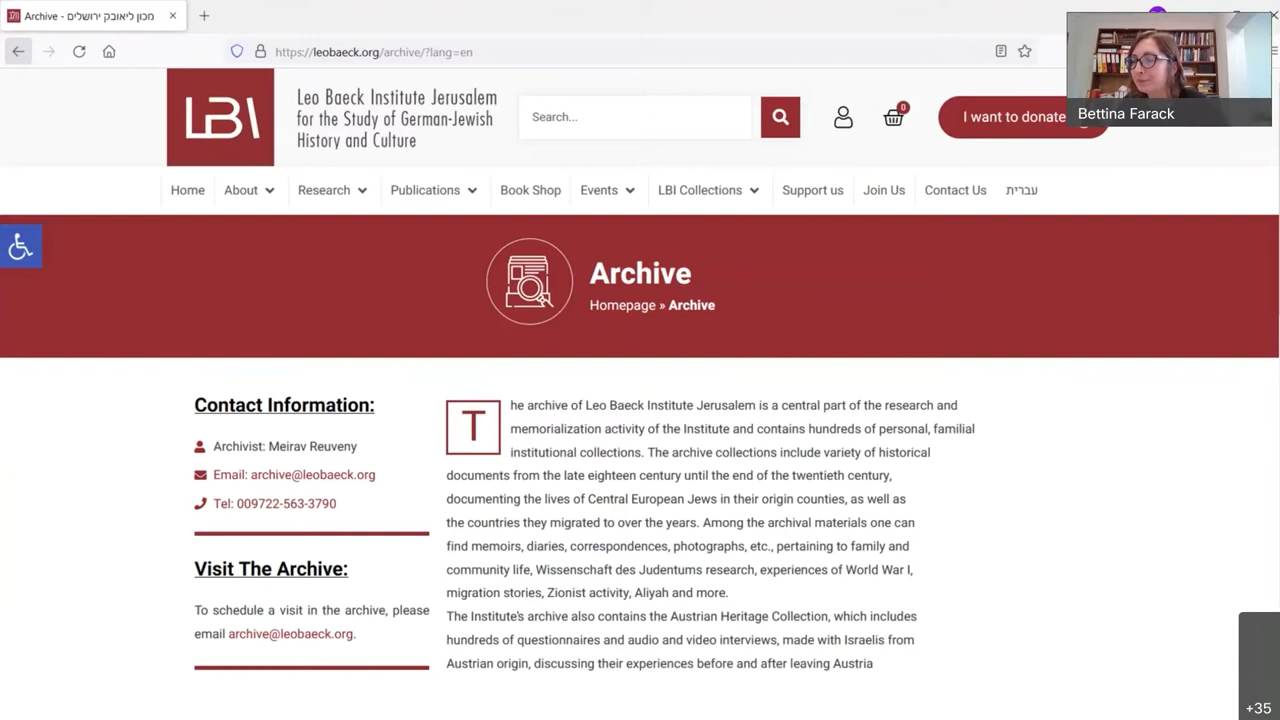 Archive - מכון ליאובק ירושלים
https://leobaeck.org/archive/?lang=en
LBI
Leo Baeck Institute Jerusalem
for the Study of German-Jewish
History and Culture
Search...
0
I want to donate
Bettina Farack
Home
About
Research
Publications
Book Shop
Events
LBI Collections
Support us
Join Us
Contact Us
עברית
Archive
Homepage » Archive
Contact Information:
Archivist: Meirav Reuveny
Email: archive@leobaeck.org
Tel: 009722-563-3790
Visit The Archive:
To schedule a visit in the archive, please
email archive@leobaeck.org.
The archive of Leo Baeck Institute Jerusalem is a central part of the research and
memorialization activity of the Institute and contains hundreds of personal, familial
institutional collections. The archive collections include variety of historical
documents from the late eighteen century until the end of the twentieth century,
documenting the lives of Central European Jews in their origin counties, as well as
the countries they migrated to over the years. Among the archival materials one can
find memoirs, diaries, correspondences, photographs, etc., pertaining to family and
community life, Wissenschaft des Judentums research, experiences of World War I,
migration stories, Zionist activity, Aliyah and more.
The Institute's archive also contains the Austrian Heritage Collection, which includes
hundreds of questionnaires and audio and video interviews, made with Israelis from
Austrian origin, discussing their experiences before and after leaving Austria
+35